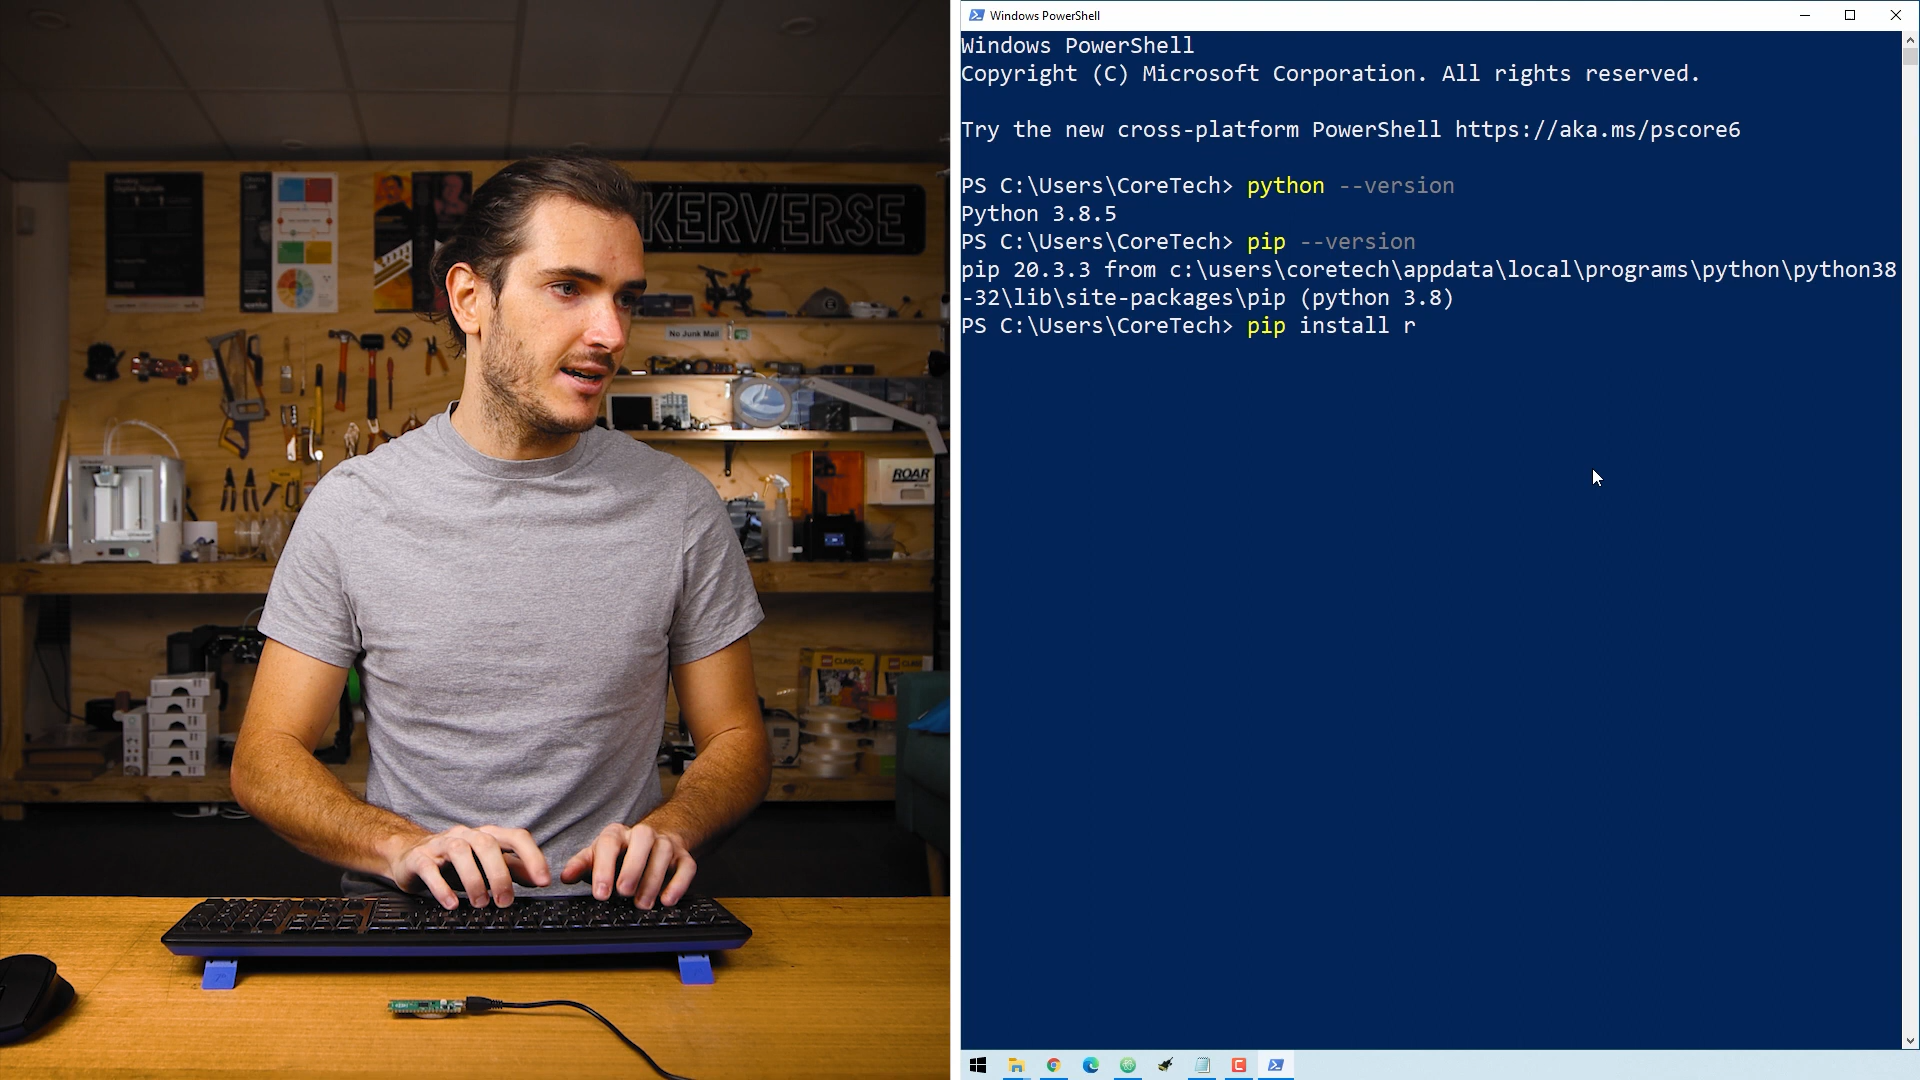 KERVERSE
No Junk Mail
ROAR
CLASSIC
Windows PowerShell
Windows PowerShell
Copyright (C) Microsoft Corporation. All rights reserved.
Try the new cross-platform PowerShell https://aka.ms/pscore6
PS C:\Users\CoreTech> python --version
Python 3.8.5
PS C:\Users\CoreTech> pip --version
pip 20.3.3 from c:\users\coretech\appdata\local\programs\python\python38
-32\lib\site-packages\pip (python 3.8)
PS C:\Users\CoreTech> pip install r